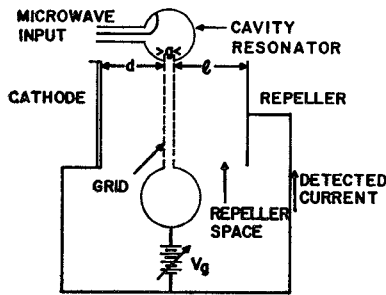 MICROWAVE
INPUT
CAVITY
RESONATOR
>a<
d
ℓ
CATHODE
REPELLER
GRID
DETECTED
CURRENT
REPELLER
SPACE
Vg